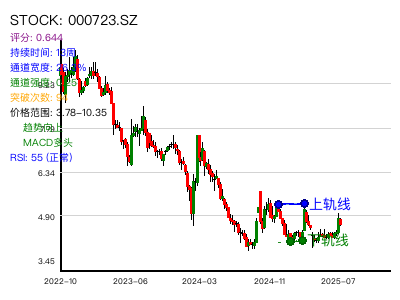 STOCK: 000723.SZ
评分: 0.644
持续时间: 18周
通道宽度:
通道强度:
突破次数:
价格范围: 3.78-10.35
趋势向上
MACD多头
RSI: 55 (正常)
6.34
4.90
3.45
上轨线
下轨线
2022-10 2023-06 2024-03 2024-11 2025-07